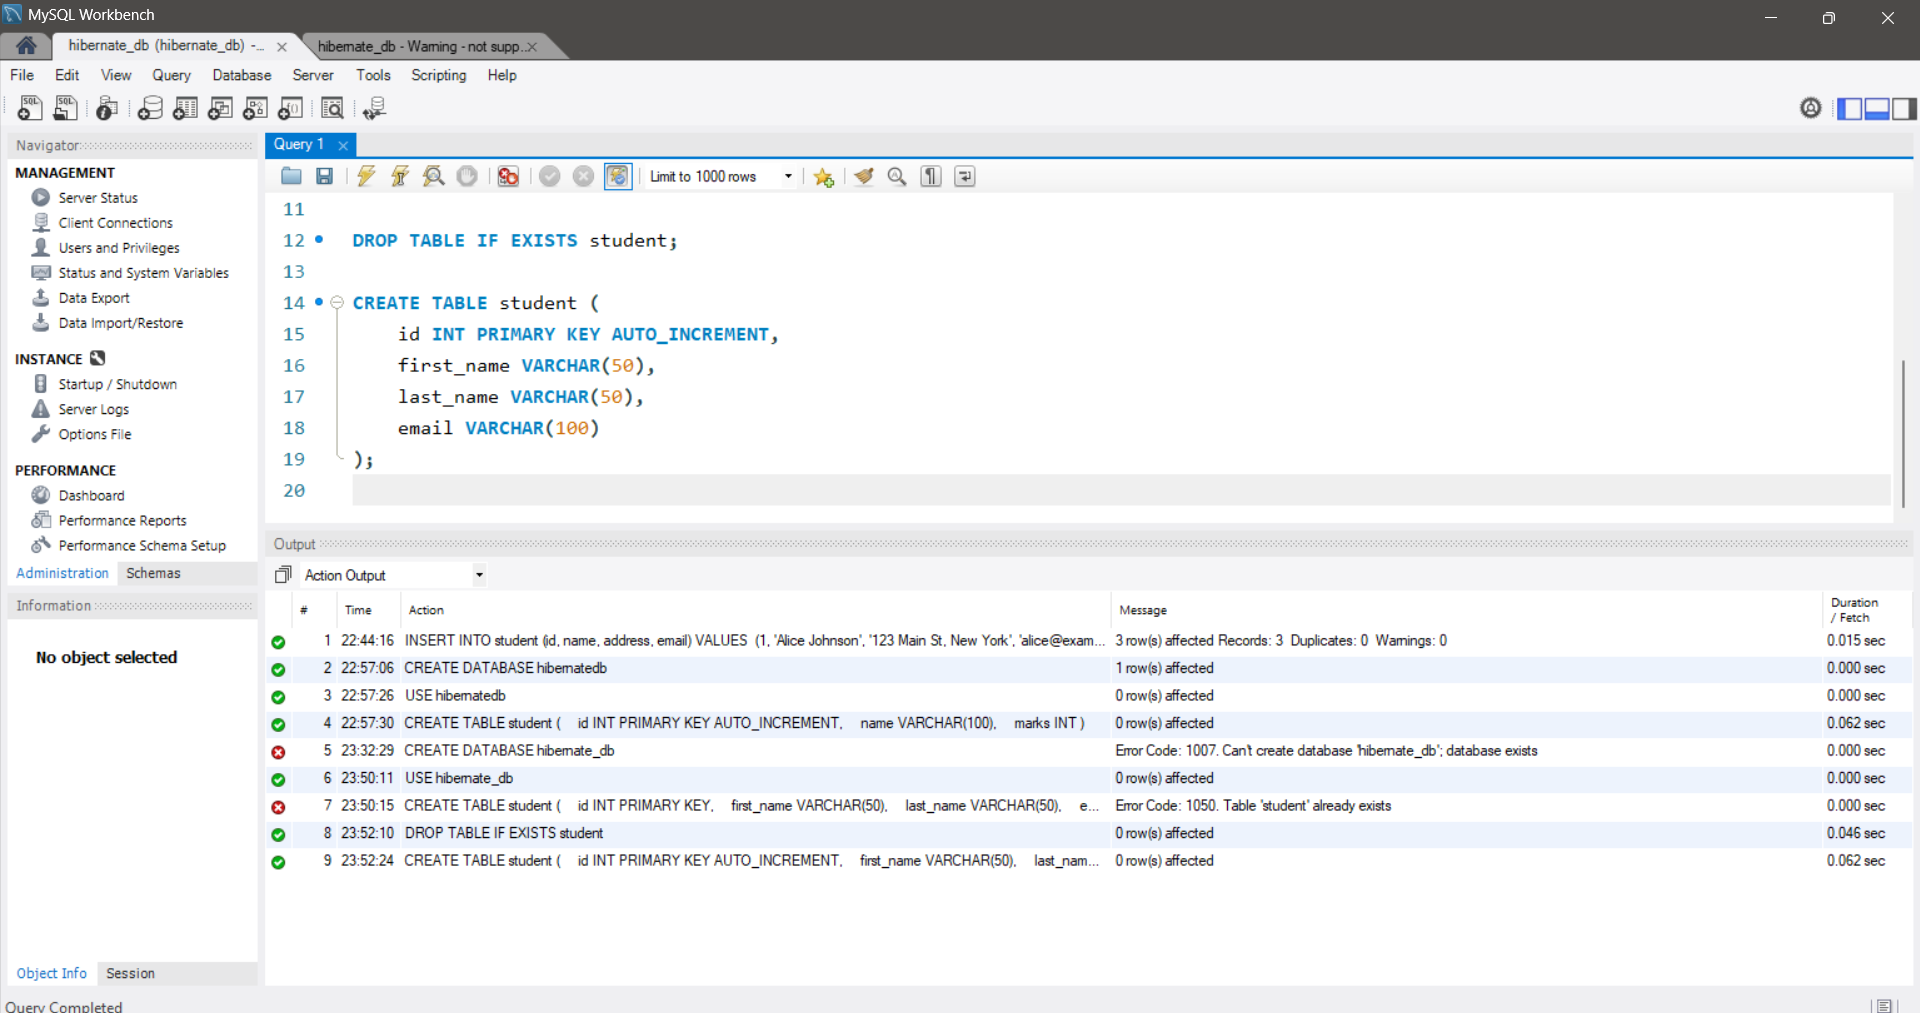 MySQL Workbench
hibernate_db (hibernate_db) -...
hibernate_db - Warning - not supp...
File Edit View Query Database Server Tools Scripting Help
Navigator
MANAGEMENT
Server Status
Client Connections
Users and Privileges
Status and System Variables
Data Export
Data Import/Restore
INSTANCE
Startup / Shutdown
Server Logs
Options File
PERFORMANCE
Dashboard
Performance Reports
Performance Schema Setup
Administration Schemas
Information
No object selected
Object Info Session
Query 1
Limit to 1000 rows
11
12 DROP TABLE IF EXISTS student;
13
14 CREATE TABLE student (
15 id INT PRIMARY KEY AUTO_INCREMENT,
16 first_name VARCHAR(50),
17 last_name VARCHAR(50),
18 email VARCHAR(100)
19 );
20
Output
Action Output
# Time Action Message Duration / Fetch
1 22:44:16 INSERT INTO student (id, name, address, email) VALUES (1, 'Alice Johnson', '123 Main St, New York', 'alice@exam... 3 row(s) affected Records: 3 Duplicates: 0 Warnings: 0 0.015 sec
2 22:57:06 CREATE DATABASE hibernatedb 1 row(s) affected 0.000 sec
3 22:57:26 USE hibernatedb 0 row(s) affected 0.000 sec
4 22:57:30 CREATE TABLE student ( id INT PRIMARY KEY AUTO_INCREMENT, name VARCHAR(100), marks INT ) 0 row(s) affected 0.062 sec
5 23:32:29 CREATE DATABASE hibernate_db Error Code: 1007. Can't create database 'hibernate_db'; database exists 0.000 sec
6 23:50:11 USE hibernate_db 0 row(s) affected 0.000 sec
7 23:50:15 CREATE TABLE student ( id INT PRIMARY KEY, first_name VARCHAR(50), last_name VARCHAR(50), e... Error Code: 1050. Table 'student' already exists 0.000 sec
8 23:52:10 DROP TABLE IF EXISTS student 0 row(s) affected 0.046 sec
9 23:52:24 CREATE TABLE student ( id INT PRIMARY KEY AUTO_INCREMENT, first_name VARCHAR(50), last_nam... 0 row(s) affected 0.062 sec
Query Completed